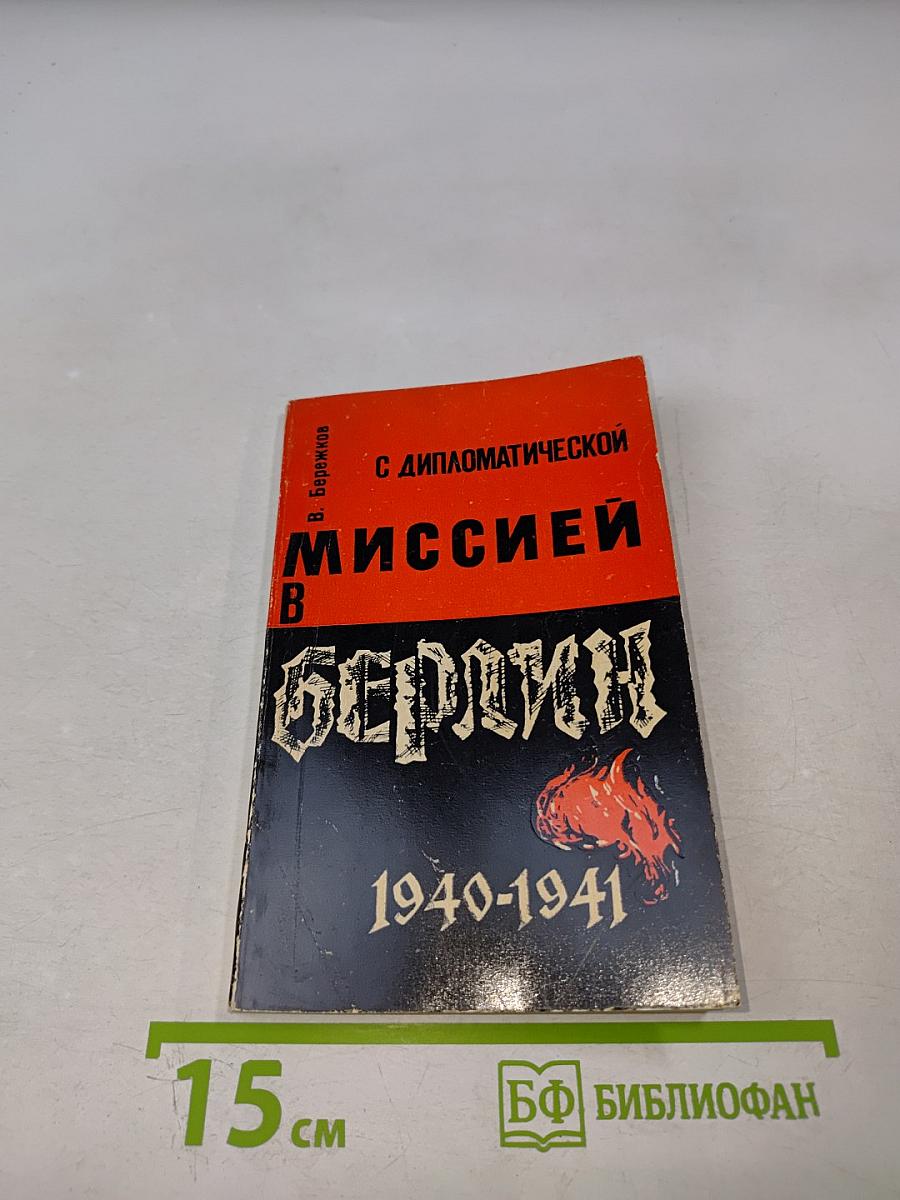 В. Бережков
С ДИПЛОМАТИЧЕСКОЙ
МИССИЕЙ
В
БЕРЛИН
1940-1941
15 см
БФ БИБЛИОФАН